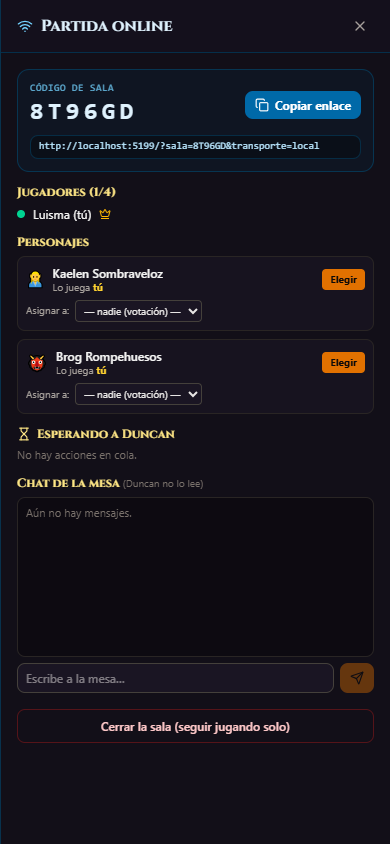 Partida online
CÓDIGO DE SALA
8T96GD
Copiar enlace
http://localhost:5199/?sala=8T96GD&transporte=local
Jugadores (1/4)
Luisma (tú)
Personajes
Kaelen Sombraveloz
Lo juega tú
Elegir
Asignar a:
— nadie (votación) —
Brog Rompehuesos
Lo juega tú
Elegir
Asignar a:
— nadie (votación) —
Esperando a Duncan
No hay acciones en cola.
Chat de la mesa (Duncan no lo lee)
Aún no hay mensajes.
Escribe a la mesa...
Cerrar la sala (seguir jugando solo)